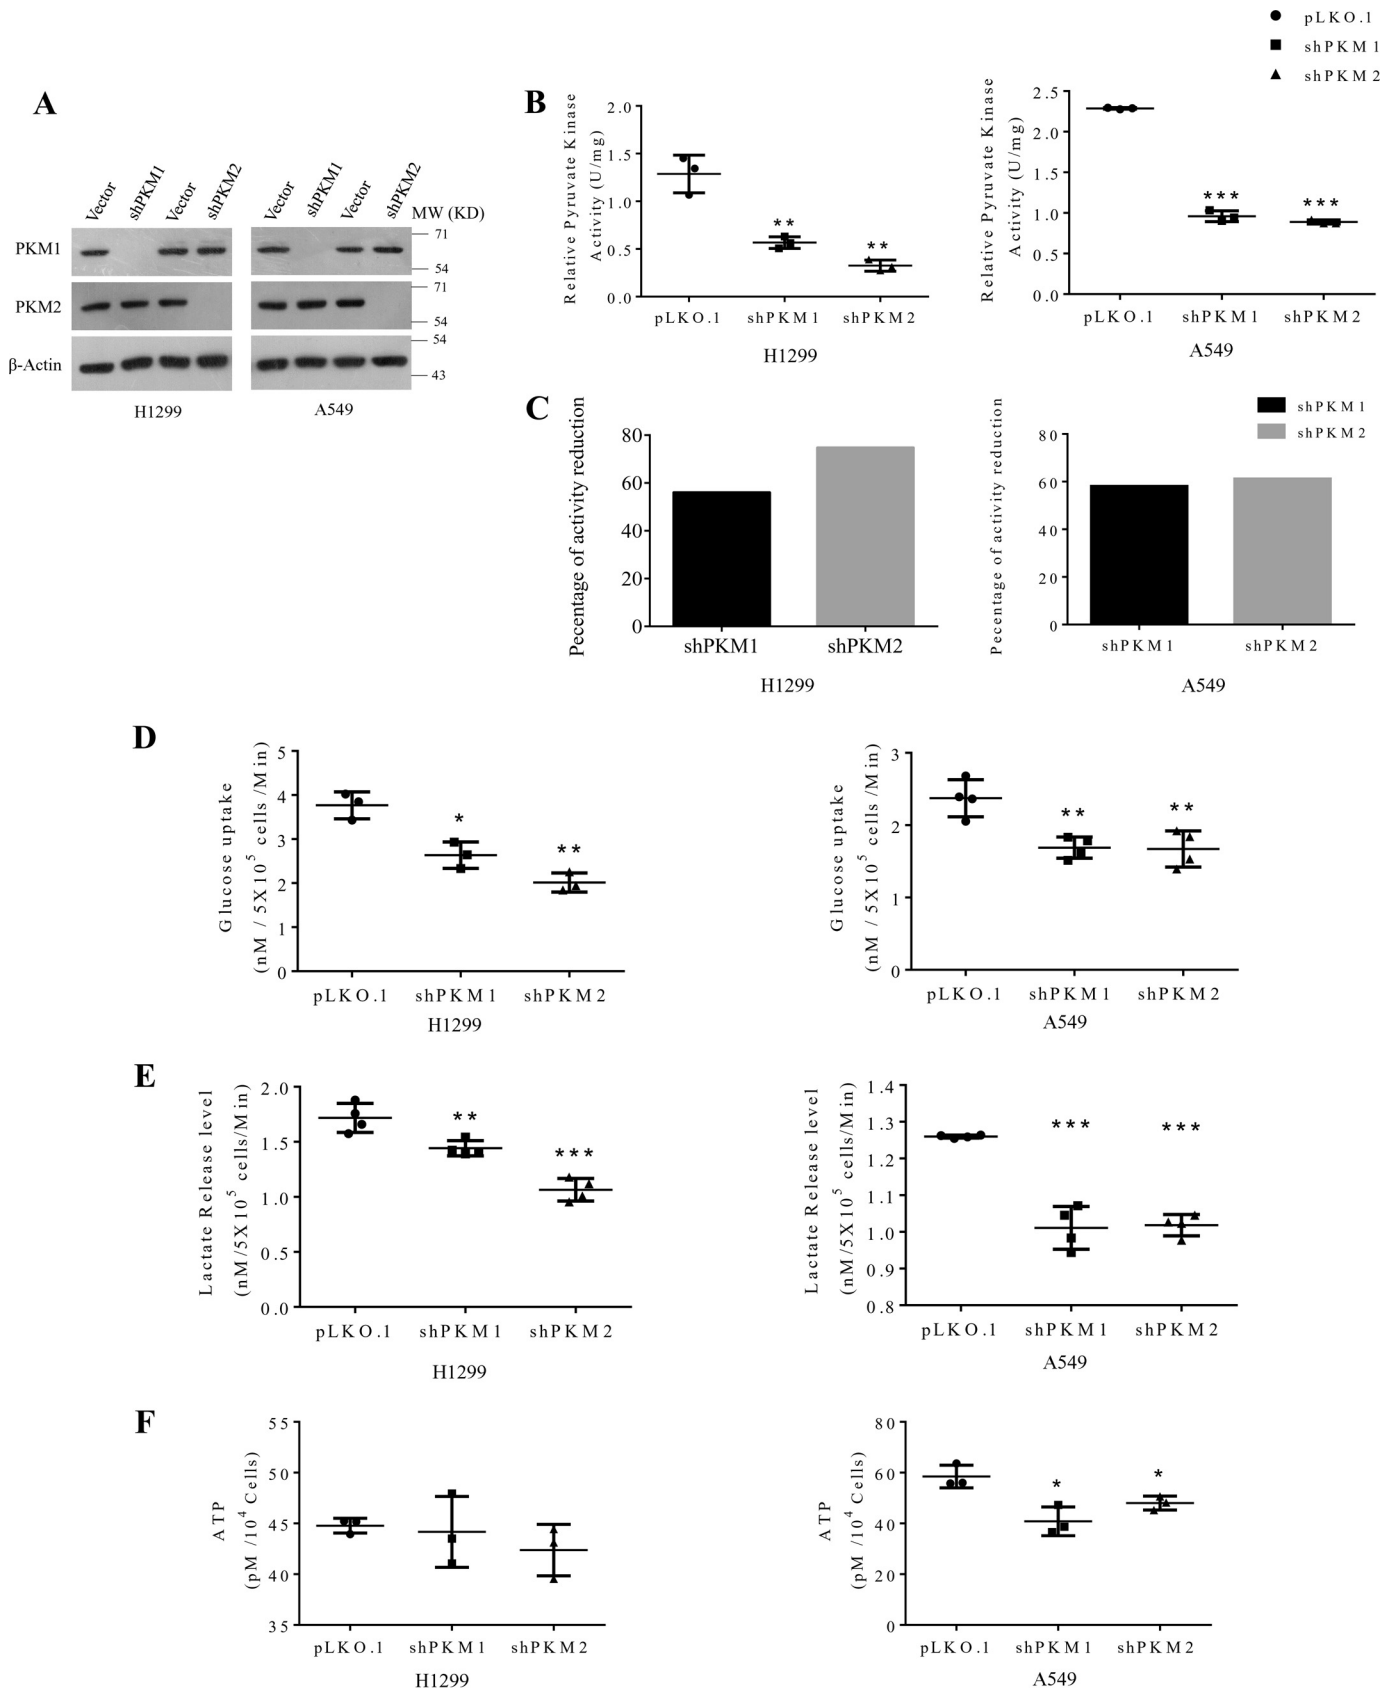 pLKO.1
shPKM1
shPKM2
A
Vector
shPKM1
Vector
shPKM2
Vector
shPKM1
Vector
shPKM2
MW (KD)
PKM1
71
54
PKM2
71
54
β-Actin
54
43
H1299
A549
B
Relative Pyruvate Kinase
Activity (U/mg)
2.0
1.5
1.0
0.5
0.0
**
**
pLKO.1 shPKM1 shPKM2
H1299
Relative Pyruvate Kinase
Activity (U/mg)
2.5
2.0
1.5
1.0
0.5
0.0
***
***
pLKO.1 shPKM1 shPKM2
A549
C
Pecentage of activity reduction
80
60
40
20
0
shPKM1 shPKM2
H1299
Pecentage of activity reduction
80
60
40
20
0
shPKM1
shPKM2
shPKM1 shPKM2
A549
D
Glucose uptake
(nM / 5X10^5 cells /Min)
5
4
3
2
1
0
*
**
pLKO.1 shPKM1 shPKM2
H1299
Glucose uptake
(nM / 5X10^5 cells /Min)
3
2
1
0
**
**
pLKO.1 shPKM1 shPKM2
A549
E
Lactate Release level
(nM/5X10^5 cells/Min)
2.0
1.5
1.0
0.5
0.0
**
***
pLKO.1 shPKM1 shPKM2
H1299
Lactate Release level
(nM/5X10^5 cells/Min)
1.4
1.3
1.2
1.1
1.0
0.9
0.8
***
***
pLKO.1 shPKM1 shPKM2
A549
F
ATP
(pM /10^4 Cells)
55
50
45
40
35
pLKO.1 shPKM1 shPKM2
H1299
ATP
(pM /10^4 Cells)
80
60
40
20
0
*
*
pLKO.1 shPKM1 shPKM2
A549